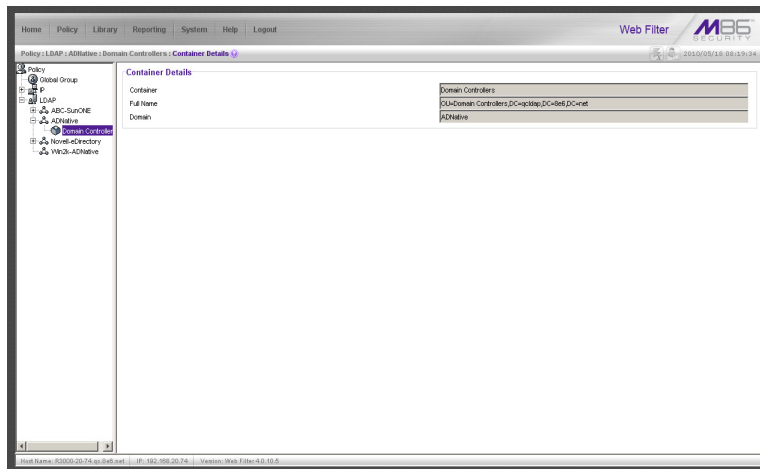 Home Policy Library Reporting System Help Logout
Web Filter
M86 SECURITY
Policy : LDAP : ADNative : Domain Controllers : Container Details
2010/05/18 08:19:34
Policy
Global Group
IP
LDAP
ABC-SunONE
ADNative
Domain Controller
Novell-eDirectory
Win2k-ADNative
Container Details
Container Domain Controllers
Full Name OU=Domain Controllers,DC=qcldap,DC=8e6,DC=net
Domain ADNative
Host Name: R3000-20-74.qc.8e6.net IP: 192.168.20.74 Version: Web Filter 4.0.10.5